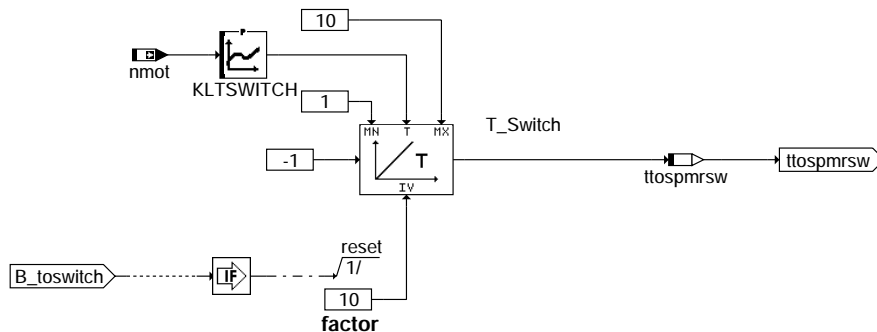 10
P
nmot
KLTSWITCH
1
T_Switch
MN T MX
-1
T
IV
ttospmrsw
ttospmrsw
reset
1/
B_toswitch
IF
10
factor